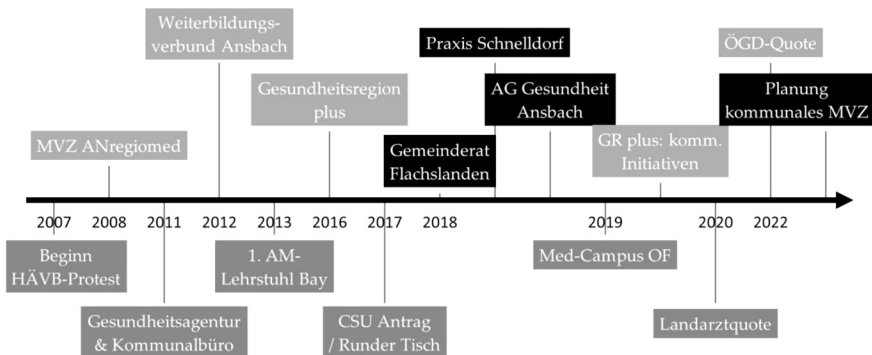 Weiterbildungs-
verbund Ansbach
Praxis Schnelldorf
ÖGD-Quote
Gesundheitsregion
plus
AG Gesundheit
Ansbach
Planung
kommunales MVZ
MVZ ANregiomed
Gemeinderat
Flachslanden
GR plus: komm.
Initiativen
2007 2008 2011 2012 2013 2016 2017 2018 2019 2020 2022
Beginn
HÄVB-Protest
1. AM-
Lehrstuhl Bay
Med-Campus OF
Gesundheitsagentur
& Kommunalbüro
CSU Antrag
/ Runder Tisch
Landarztquote